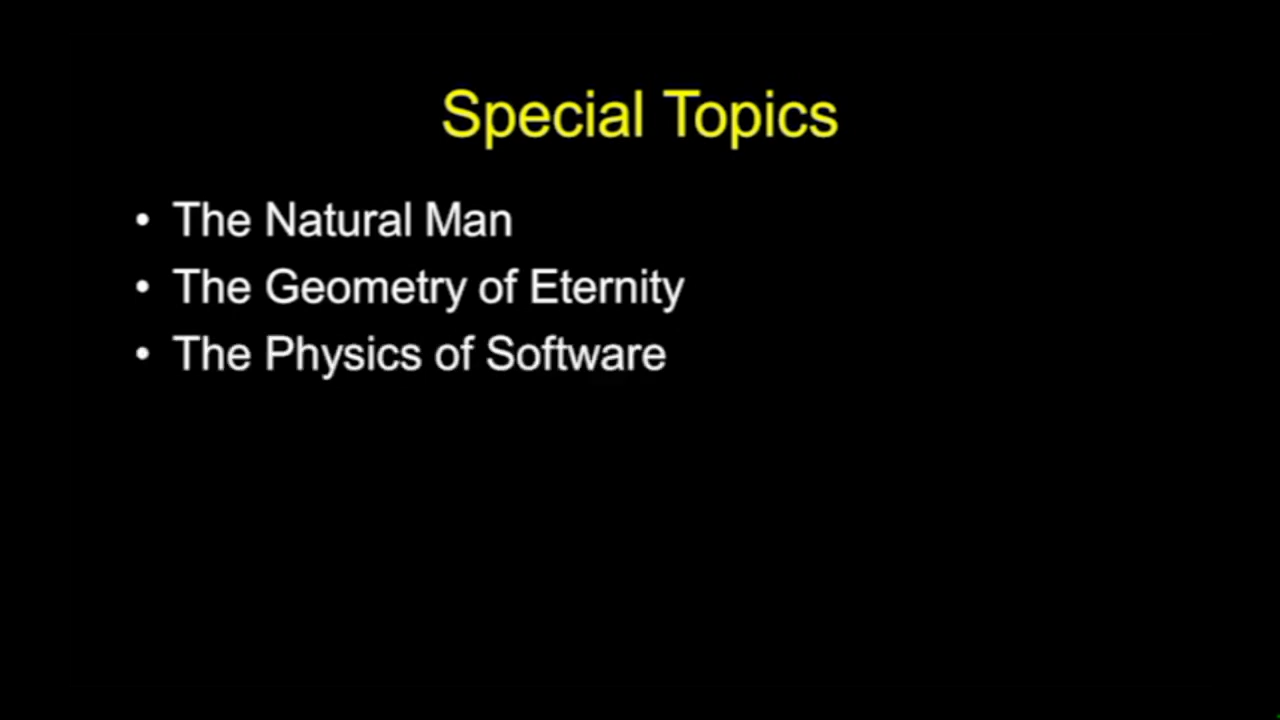 Special Topics
• The Natural Man
• The Geometry of Eternity
• The Physics of Software